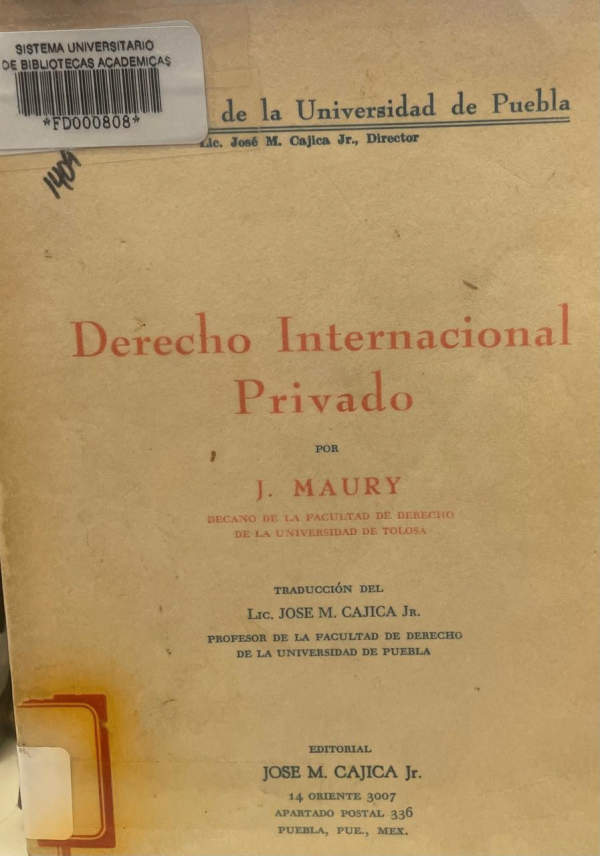 SISTEMA UNIVERSITARIO
DE BIBLIOTECAS ACADEMICAS
*FD000808*
de la Universidad de Puebla
Lic. José M. Cajica Jr., Director
1409
Derecho Internacional
Privado
POR
J. MAURY
DECANO DE LA FACULTAD DE DERECHO
DE LA UNIVERSIDAD DE TOLOSA
TRADUCCIÓN DEL
LIC. JOSE M. CAJICA JR.
PROFESOR DE LA FACULTAD DE DERECHO
DE LA UNIVERSIDAD DE PUEBLA
EDITORIAL
JOSE M. CAJICA Jr.
14 ORIENTE 3007
APARTADO POSTAL 336
PUEBLA, PUE., MEX.